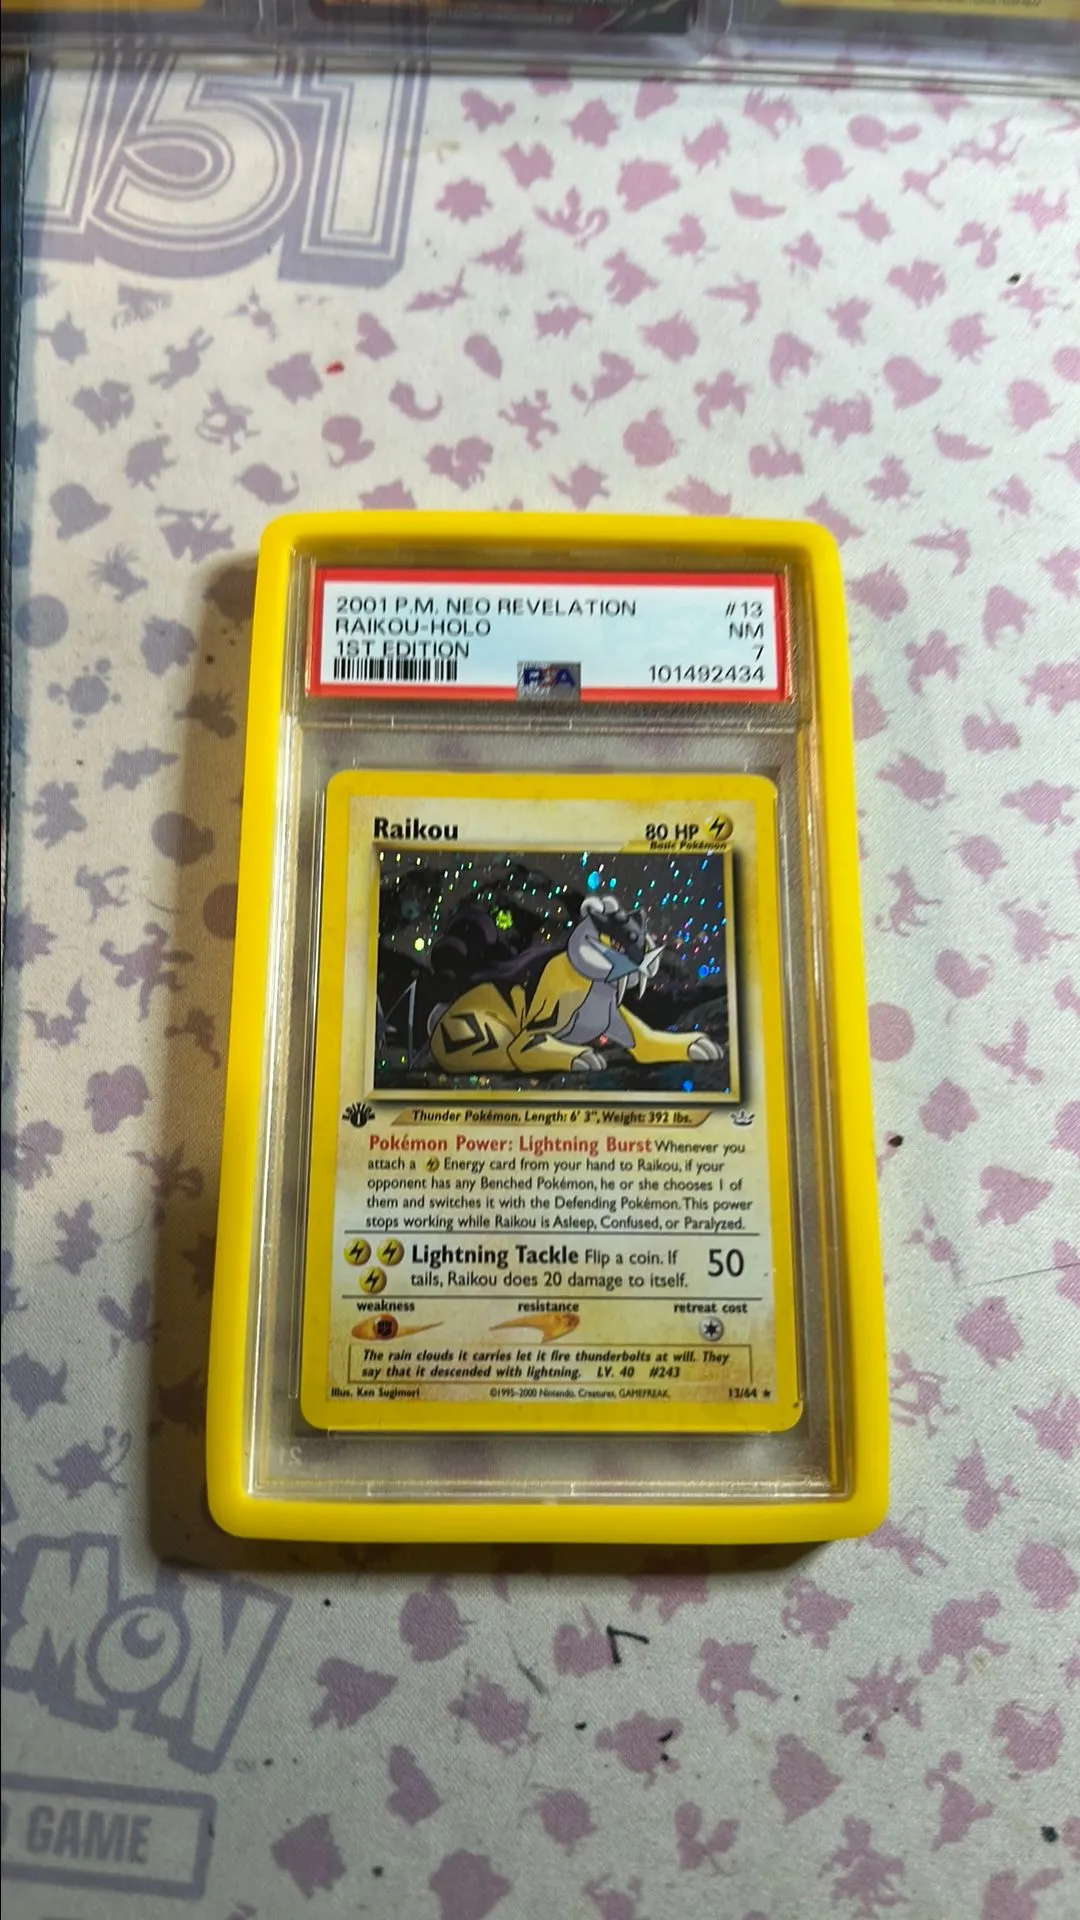 151
2001 P.M. NEO REVELATION #13
RAIKOU-HOLO NM
1ST EDITION 7
PSA 101492434
Raikou 80 HP
Basic Pokémon
1
Thunder Pokémon. Length: 6' 3", Weight: 392 lbs.
Pokémon Power: Lightning Burst Whenever you
attach a Energy card from your hand to Raikou, if your
opponent has any Benched Pokémon, he or she chooses 1 of
them and switches it with the Defending Pokémon. This power
stops working while Raikou is Asleep, Confused, or Paralyzed.
Lightning Tackle Flip a coin. If 50
tails, Raikou does 20 damage to itself.
weakness resistance retreat cost
The rain clouds it carries let it fire thunderbolts at will. They
say that it descended with lightning. LV. 40 #243
Illus. Ken Sugimori ©1995-2000 Nintendo, Creatures, GAMEFREAK. 13/64 ★
MON
GAME